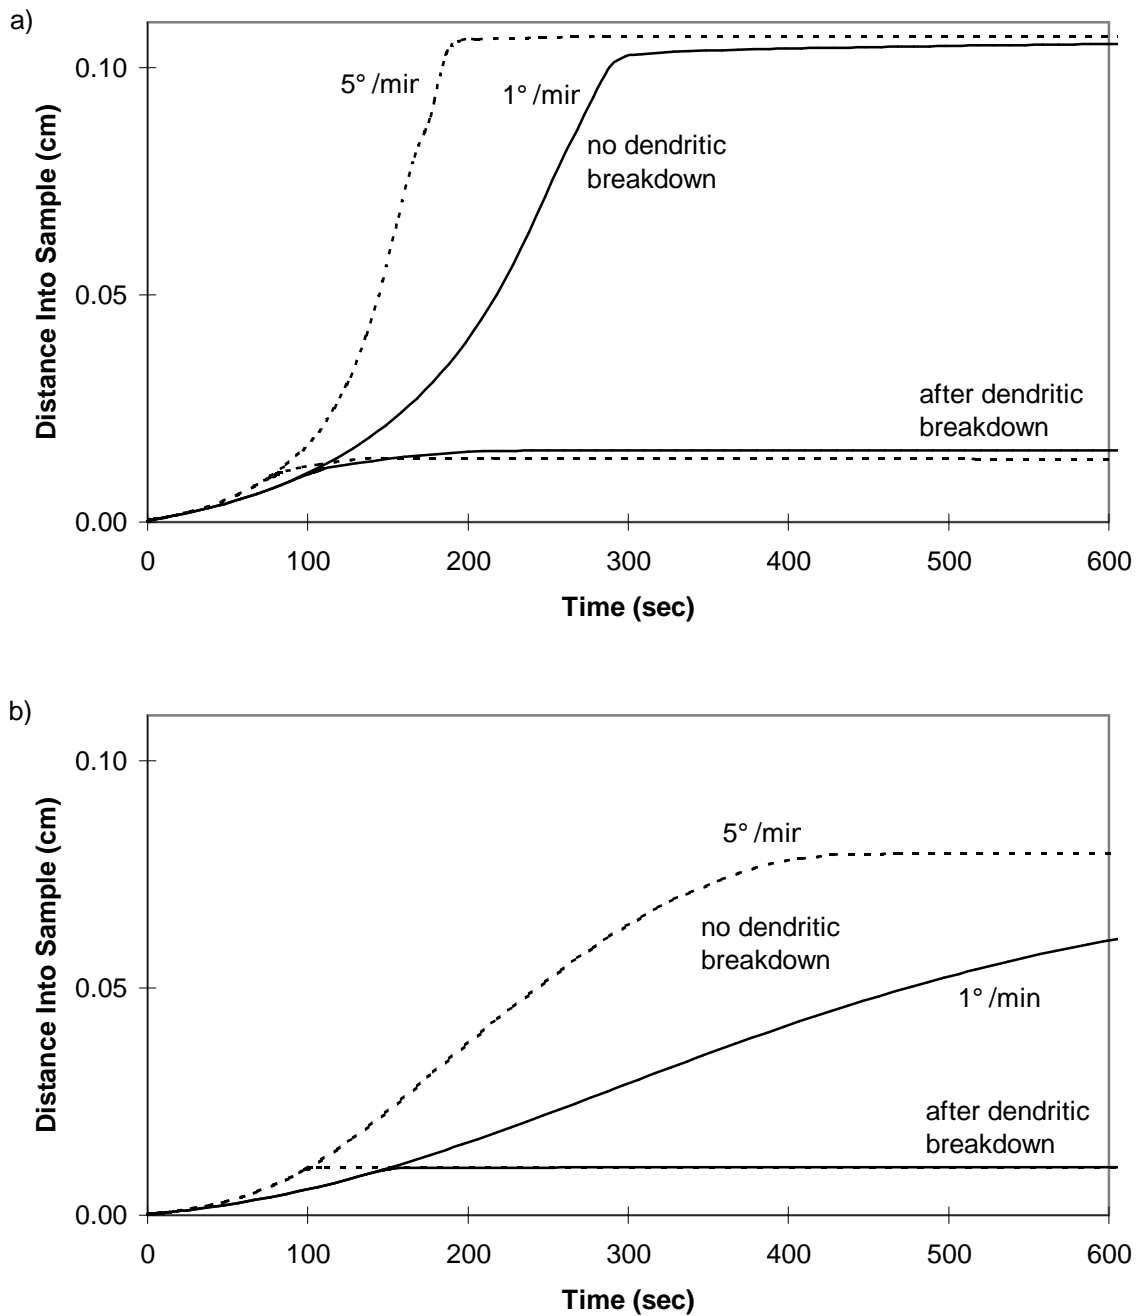 a)
0.10
5° /mir
1° /mir
no dendritic
breakdown
Distance Into Sample (cm)
0.05
after dendritic
breakdown
0.00
0 100 200 300 400 500 600
Time (sec)
b)
0.10
5° /mir
no dendritic
breakdown
Distance Into Sample (cm)
0.05
1° /min
after dendritic
breakdown
0.00
0 100 200 300 400 500 600
Time (sec)